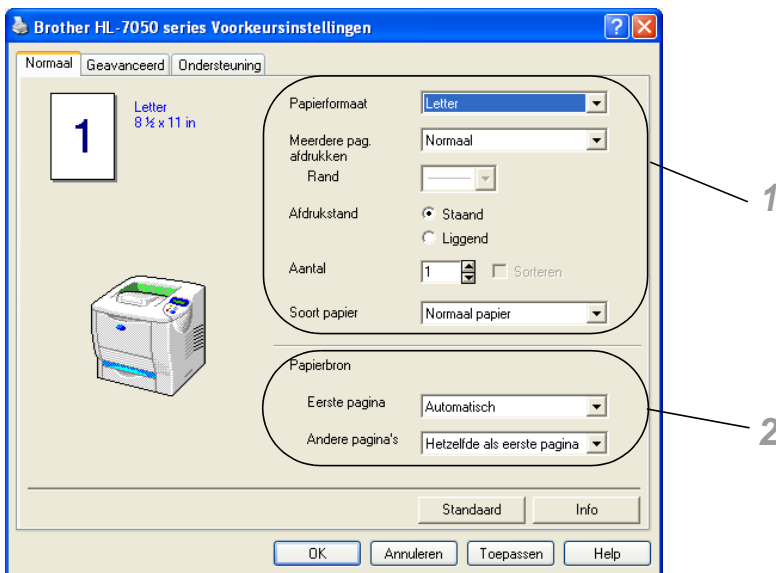 Brother HL-7050 series Voorkeursinstellingen
Normaal Geavanceerd Ondersteuning
1
Letter
8 ½ x 11 in
Papierformaat Letter
Meerdere pag. afdrukken Normaal
Rand
Afdrukstand Staand
Liggend
Aantal 1 Sorteren
Soort papier Normaal papier
1
Papierbron
Eerste pagina Automatisch
Andere pagina's Hetzelfde als eerste pagina
2
Standaard Info
OK Annuleren Toepassen Help